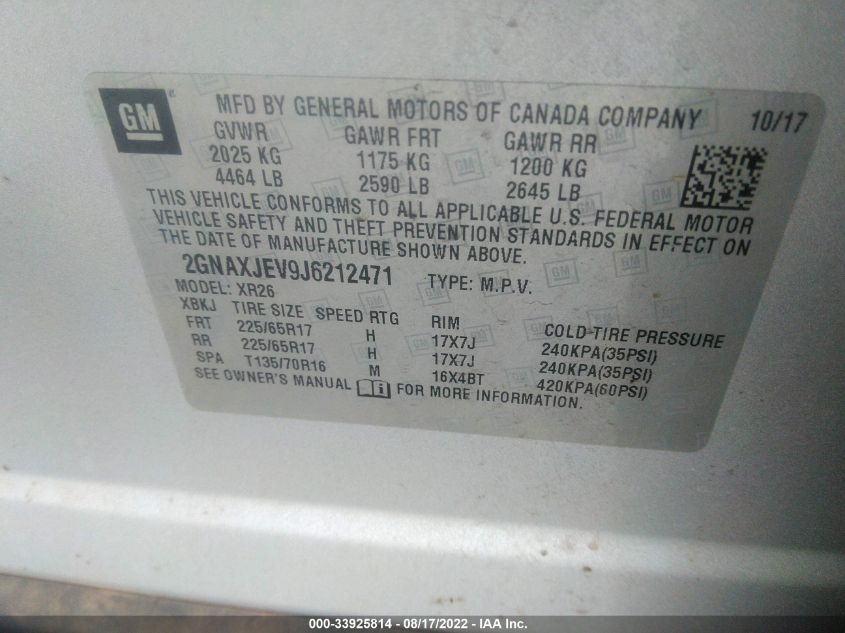 GM
MFD BY GENERAL MOTORS OF CANADA COMPANY 10/17
GVWR GAWR FRT GAWR RR
2025 KG 1175 KG 1200 KG
4464 LB 2590 LB 2645 LB
THIS VEHICLE CONFORMS TO ALL APPLICABLE U.S. FEDERAL MOTOR
VEHICLE SAFETY AND THEFT PREVENTION STANDARDS IN EFFECT ON
THE DATE OF MANUFACTURE SHOWN ABOVE.
2GNAXJEV9J6212471 TYPE: M.P.V.
MODEL: XR26
XBKJ TIRE SIZE SPEED RTG RIM COLD TIRE PRESSURE
FRT 225/65R17 H 17X7J 240KPA(35PSI)
RR 225/65R17 H 17X7J 240KPA(35PSI)
SPA T135/70R16 M 16X4BT 420KPA(60PSI)
SEE OWNER'S MANUAL FOR MORE INFORMATION.
000-33925814 - 08/17/2022 - IAA Inc.